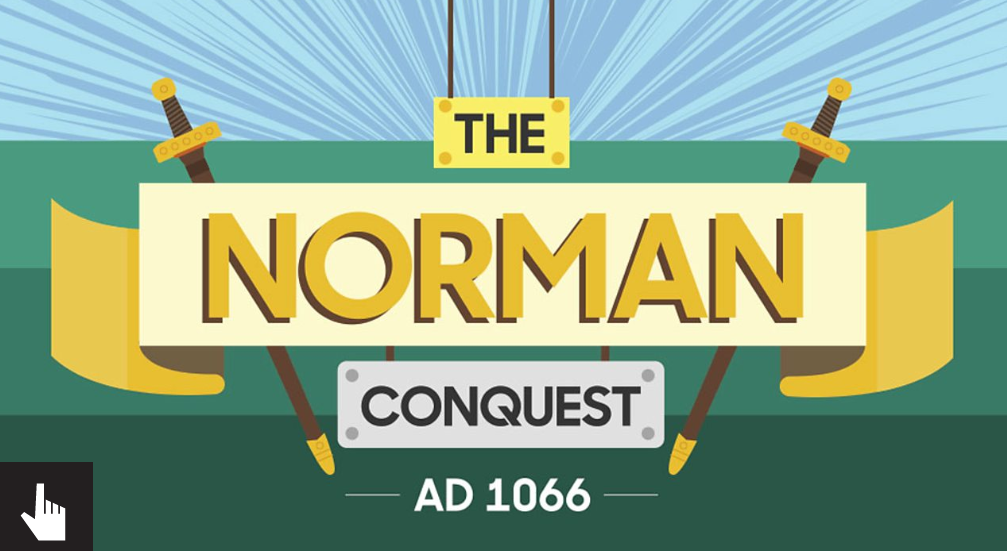 THE
NORMAN
CONQUEST
AD 1066